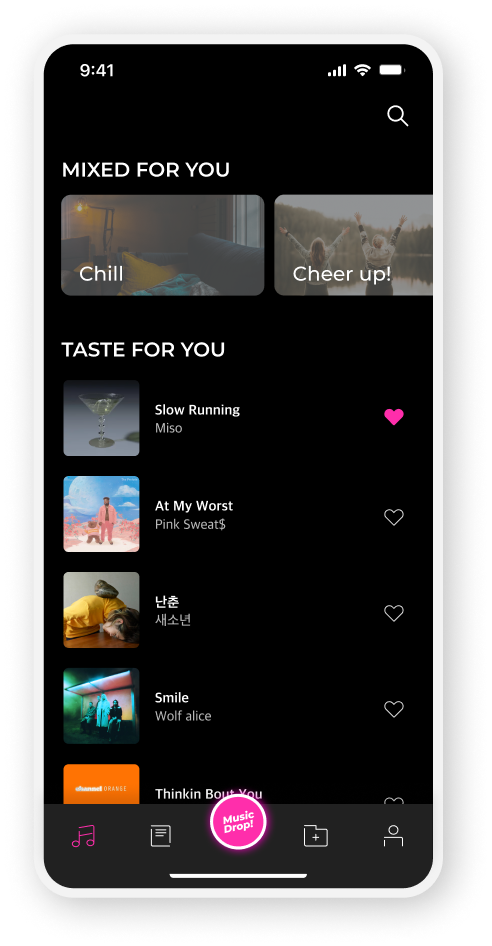 9:41
MIXED FOR YOU
Chill
Cheer up!
TASTE FOR YOU
Slow Running
Miso
At My Worst
Pink Sweat$
난춘
새소년
Smile
Wolf alice
channel ORANGE
Thinkin Bout You
Music
Drop!